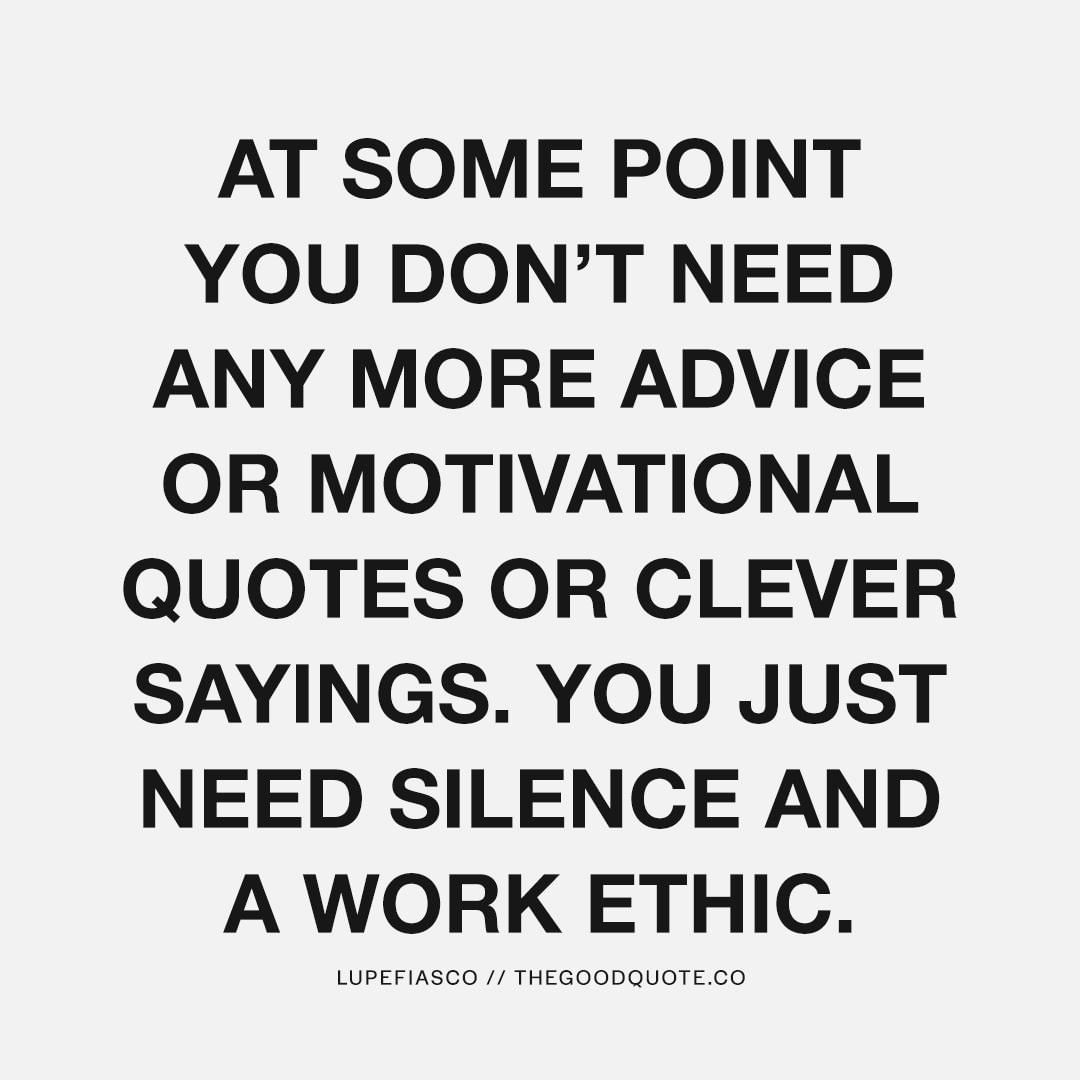 AT SOME POINT
YOU DON’T NEED
ANY MORE ADVICE
OR MOTIVATIONAL
QUOTES OR CLEVER
SAYINGS. YOU JUST
NEED SILENCE AND
A WORK ETHIC.
LUPEFIASCO // THEGOODQUOTE.CO